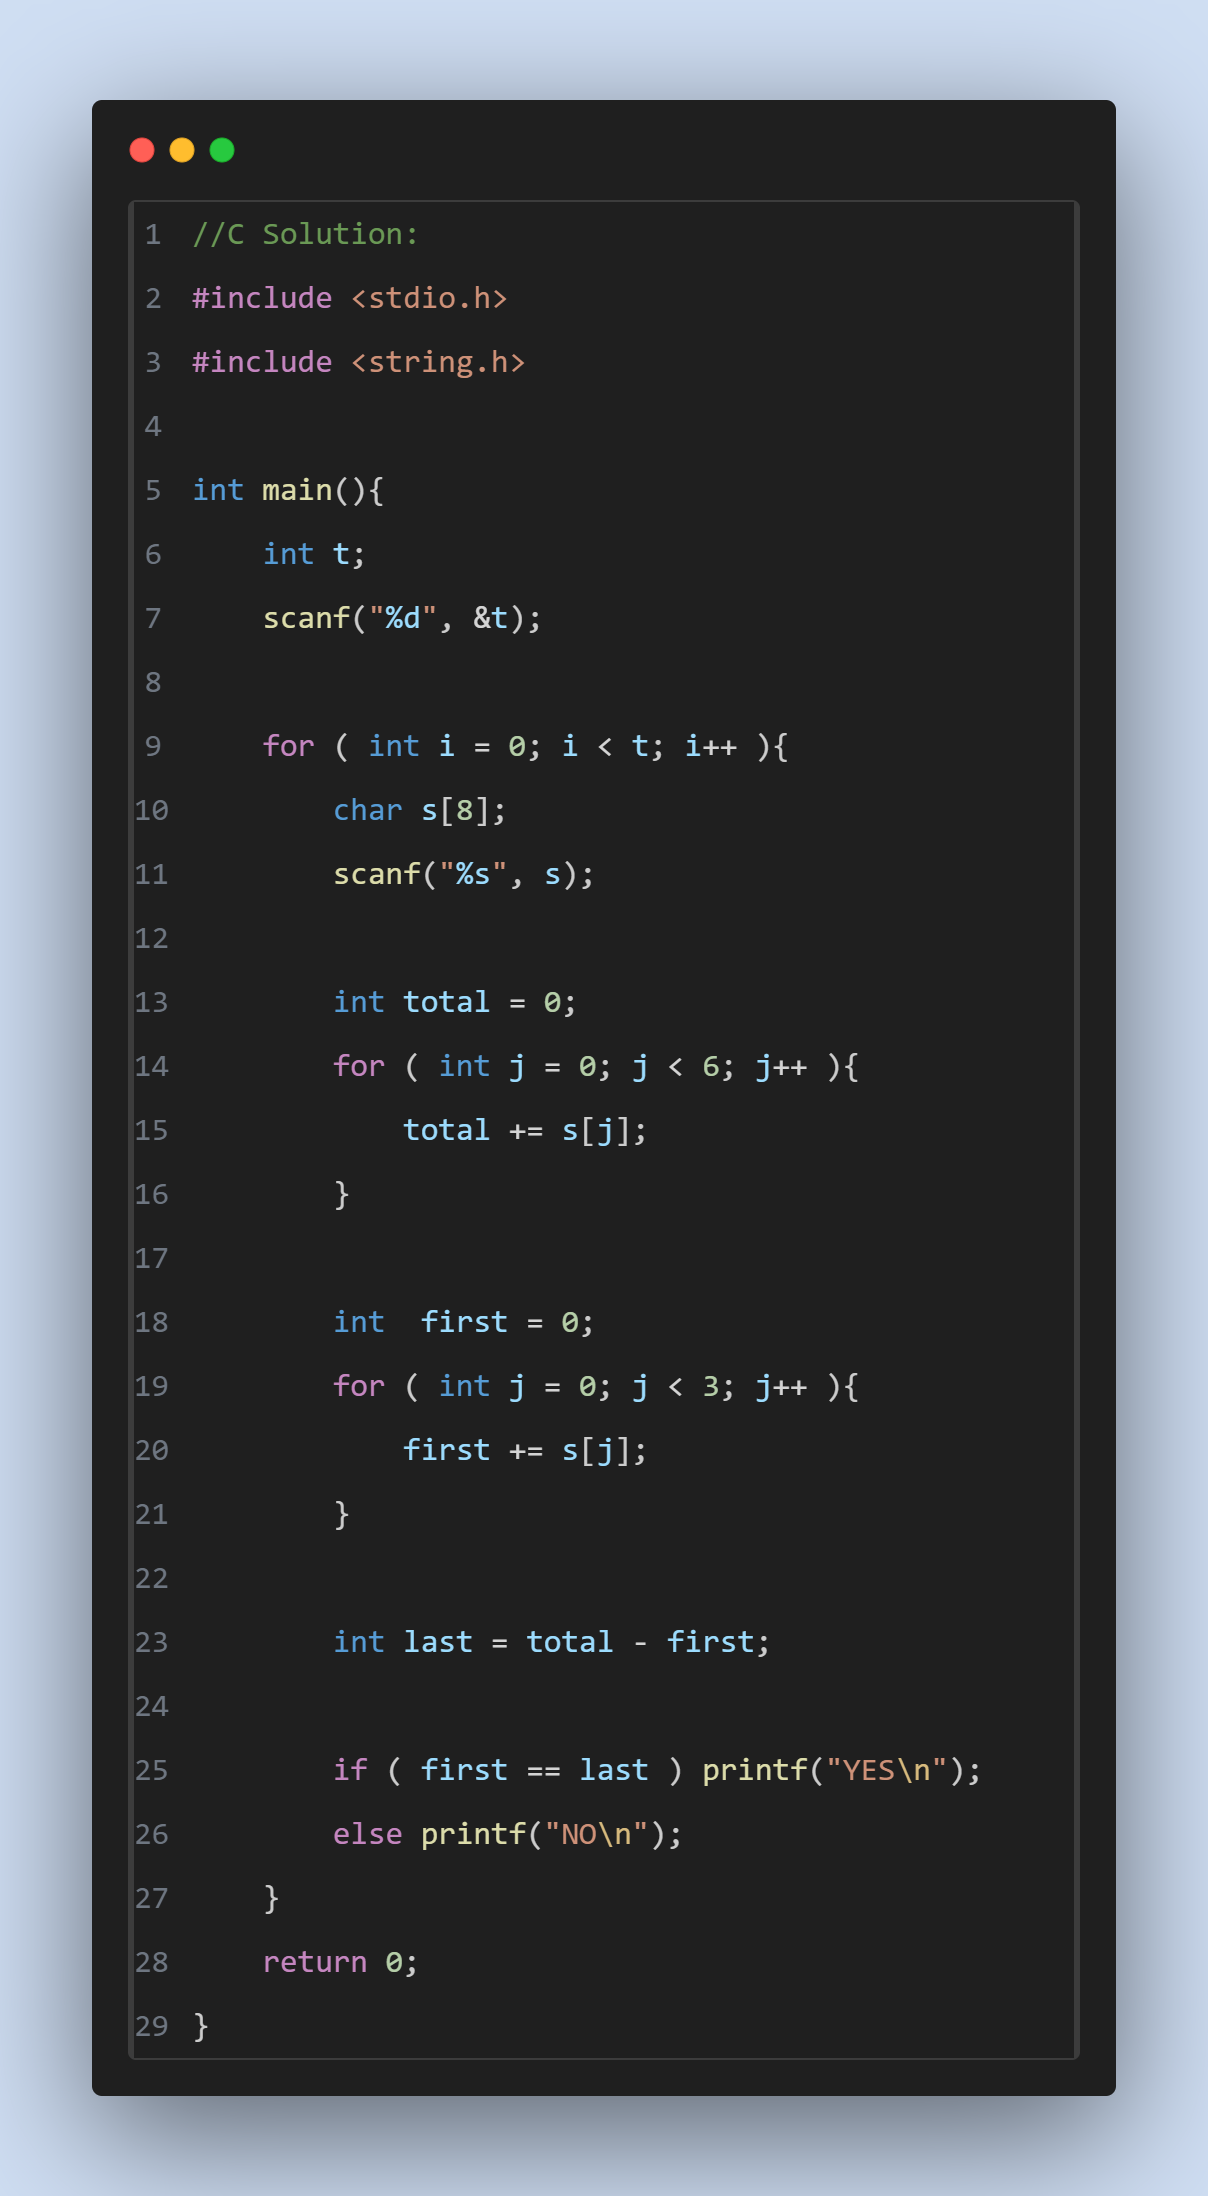 1 //C Solution:
2 #include <stdio.h>
3 #include <string.h>
4
5 int main(){
6     int t;
7     scanf("%d", &t);
8
9     for ( int i = 0; i < t; i++ ){
10         char s[8];
11         scanf("%s", s);
12
13         int total = 0;
14         for ( int j = 0; j < 6; j++ ){
15             total += s[j];
16         }
17
18         int  first = 0;
19         for ( int j = 0; j < 3; j++ ){
20             first += s[j];
21         }
22
23         int last = total - first;
24
25         if ( first == last ) printf("YES\n");
26         else printf("NO\n");
27     }
28     return 0;
29 }